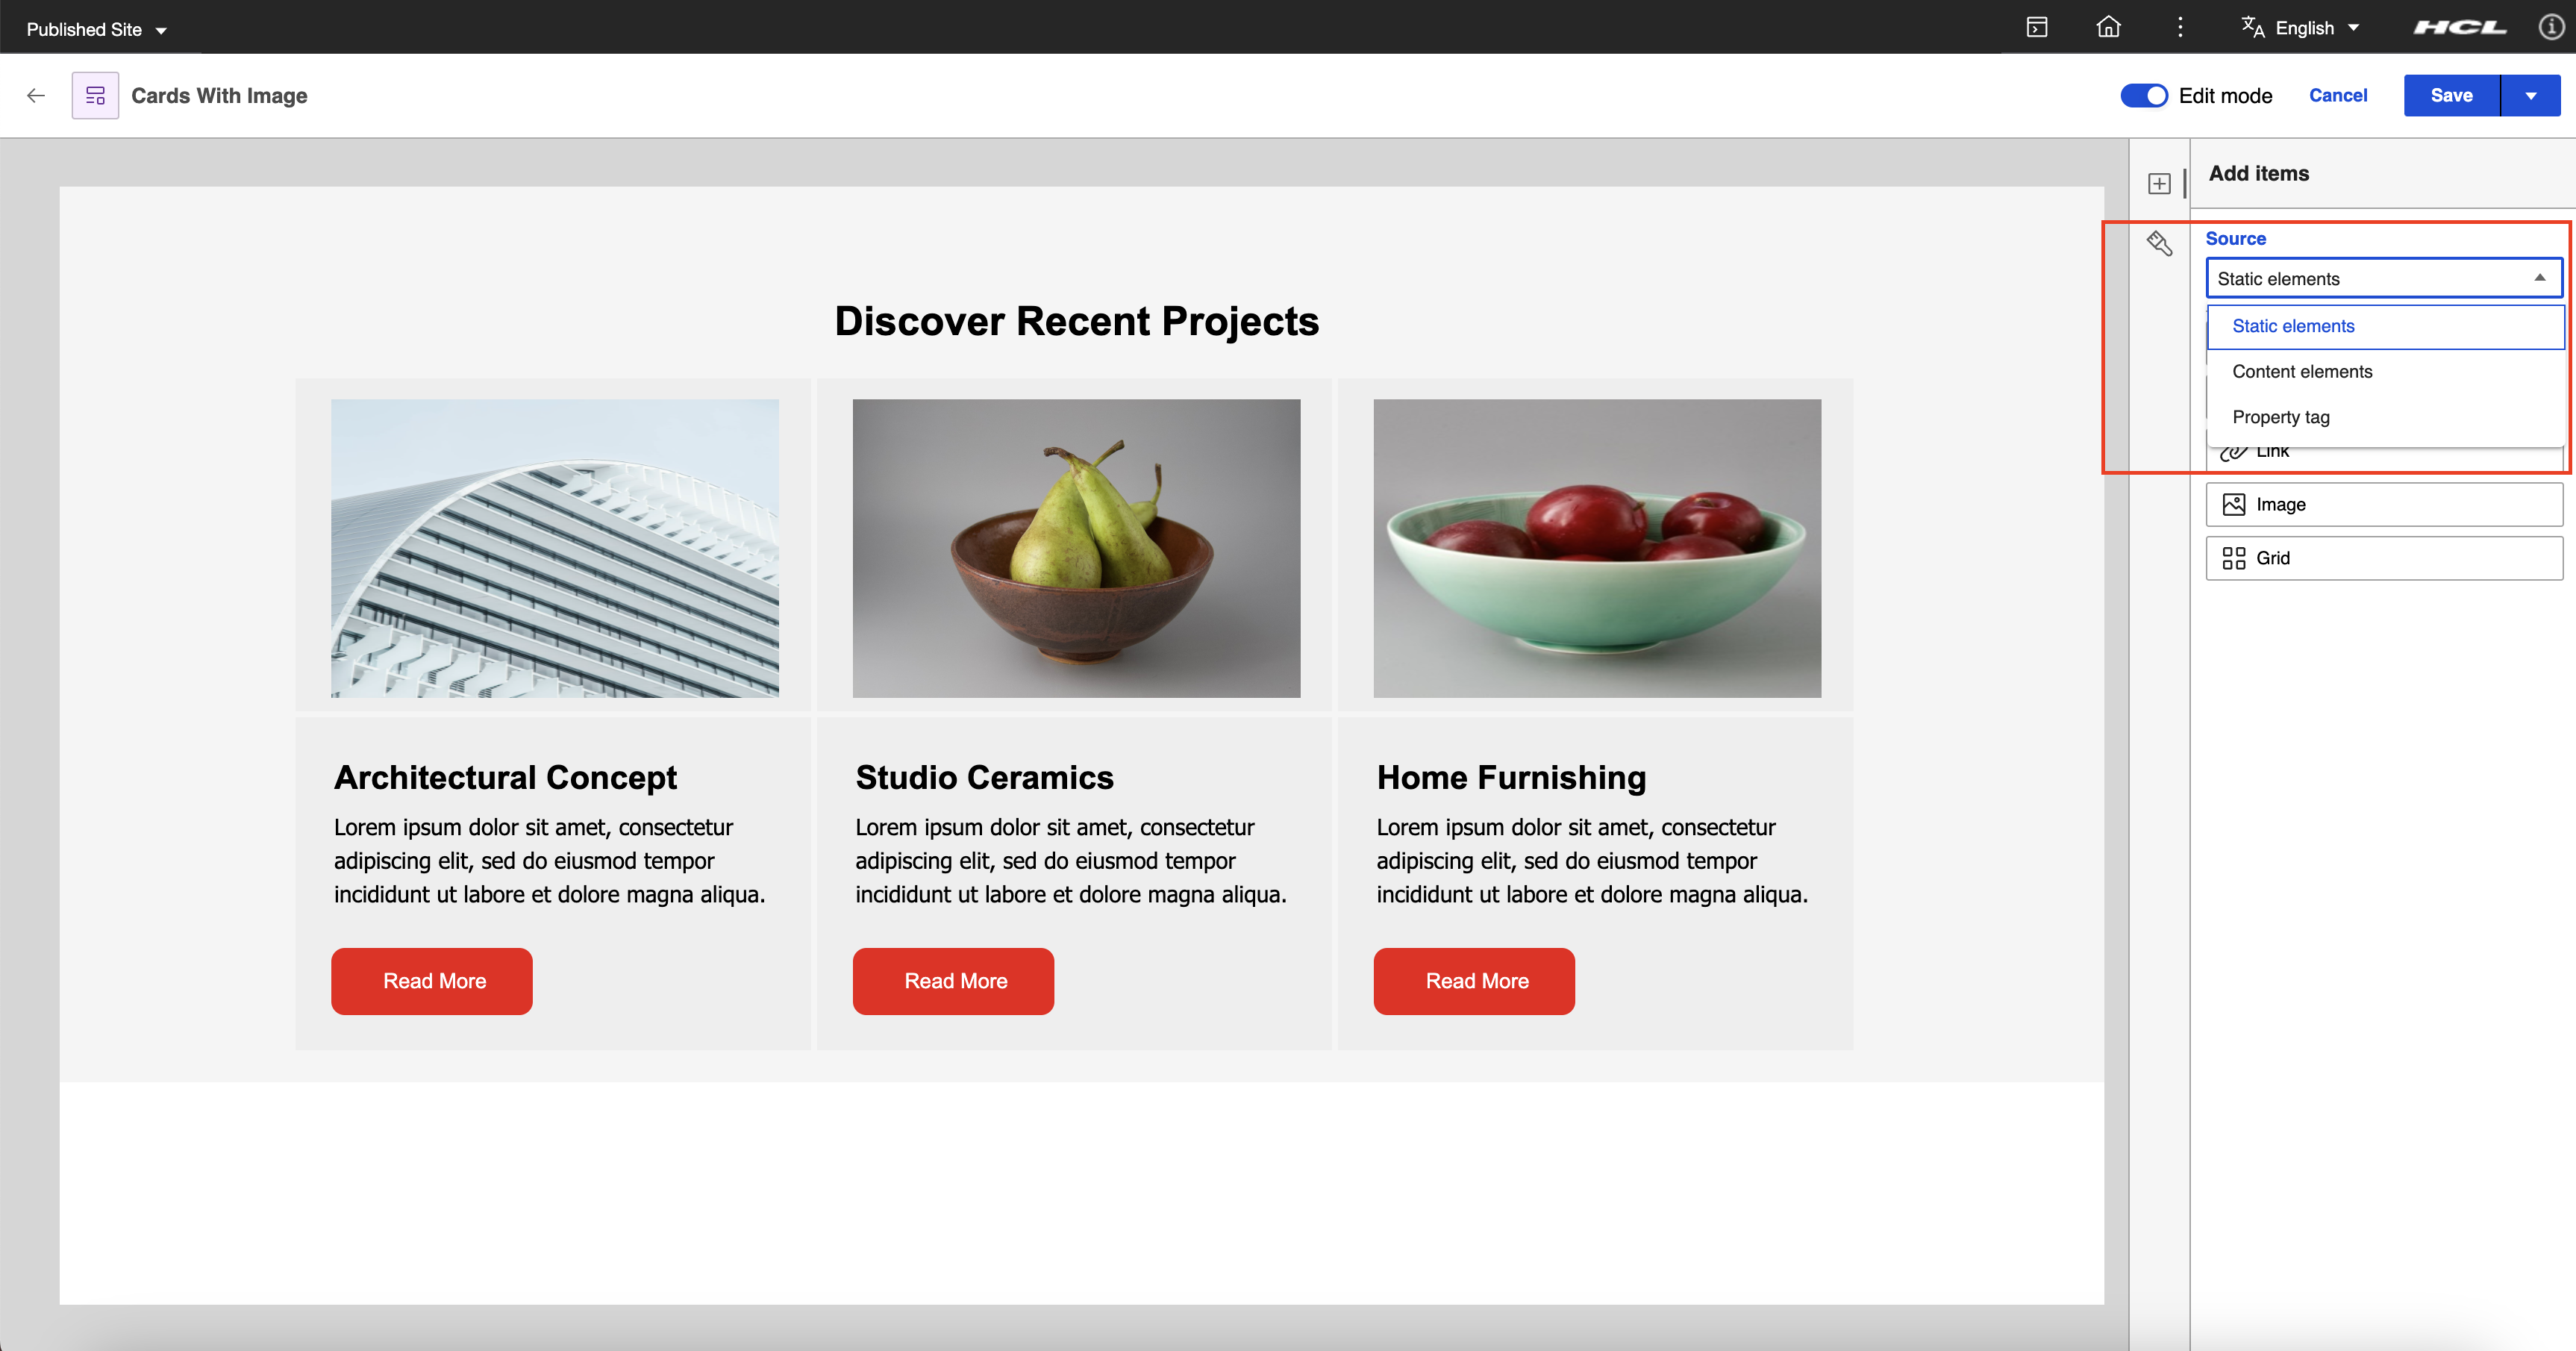 Published Site
English
HCL
Cards With Image
Edit mode
Cancel
Save
Add items
Source
Static elements
Static elements
Content elements
Property tag
Link
Image
Grid
Discover Recent Projects
Architectural Concept
Lorem ipsum dolor sit amet, consectetur
adipiscing elit, sed do eiusmod tempor
incididunt ut labore et dolore magna aliqua.
Read More
Studio Ceramics
Lorem ipsum dolor sit amet, consectetur
adipiscing elit, sed do eiusmod tempor
incididunt ut labore et dolore magna aliqua.
Read More
Home Furnishing
Lorem ipsum dolor sit amet, consectetur
adipiscing elit, sed do eiusmod tempor
incididunt ut labore et dolore magna aliqua.
Read More